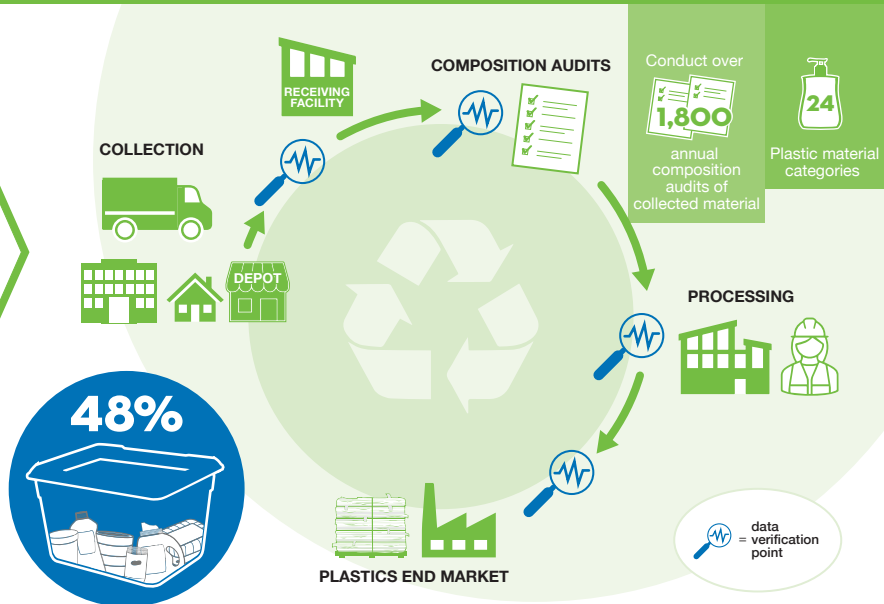 COLLECTION
DEPOT
RECEIVING
FACILITY
COMPOSITION AUDITS
Conduct over
1,800
annual
composition
audits of
collected material
24
Plastic material
categories
PROCESSING
PLASTICS END MARKET
48%
= data
verification
point